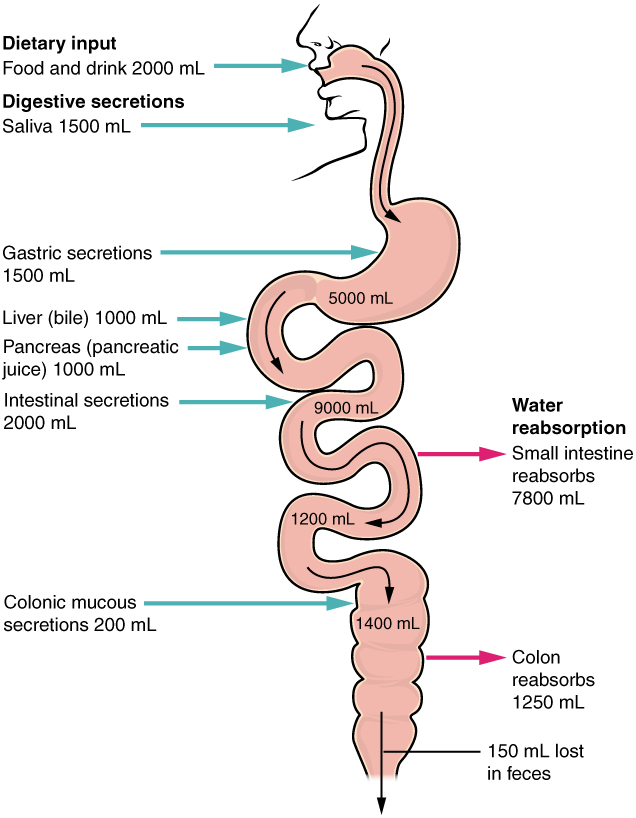 Dietary input
Food and drink 2000 mL
Digestive secretions
Saliva 1500 mL
Gastric secretions
1500 mL
5000 mL
Liver (bile) 1000 mL
Pancreas (pancreatic
juice) 1000 mL
Intestinal secretions
2000 mL
9000 mL
Water
reabsorption
Small intestine
reabsorbs
7800 mL
1200 mL
Colonic mucous
secretions 200 mL
1400 mL
Colon
reabsorbs
1250 mL
150 mL lost
in feces